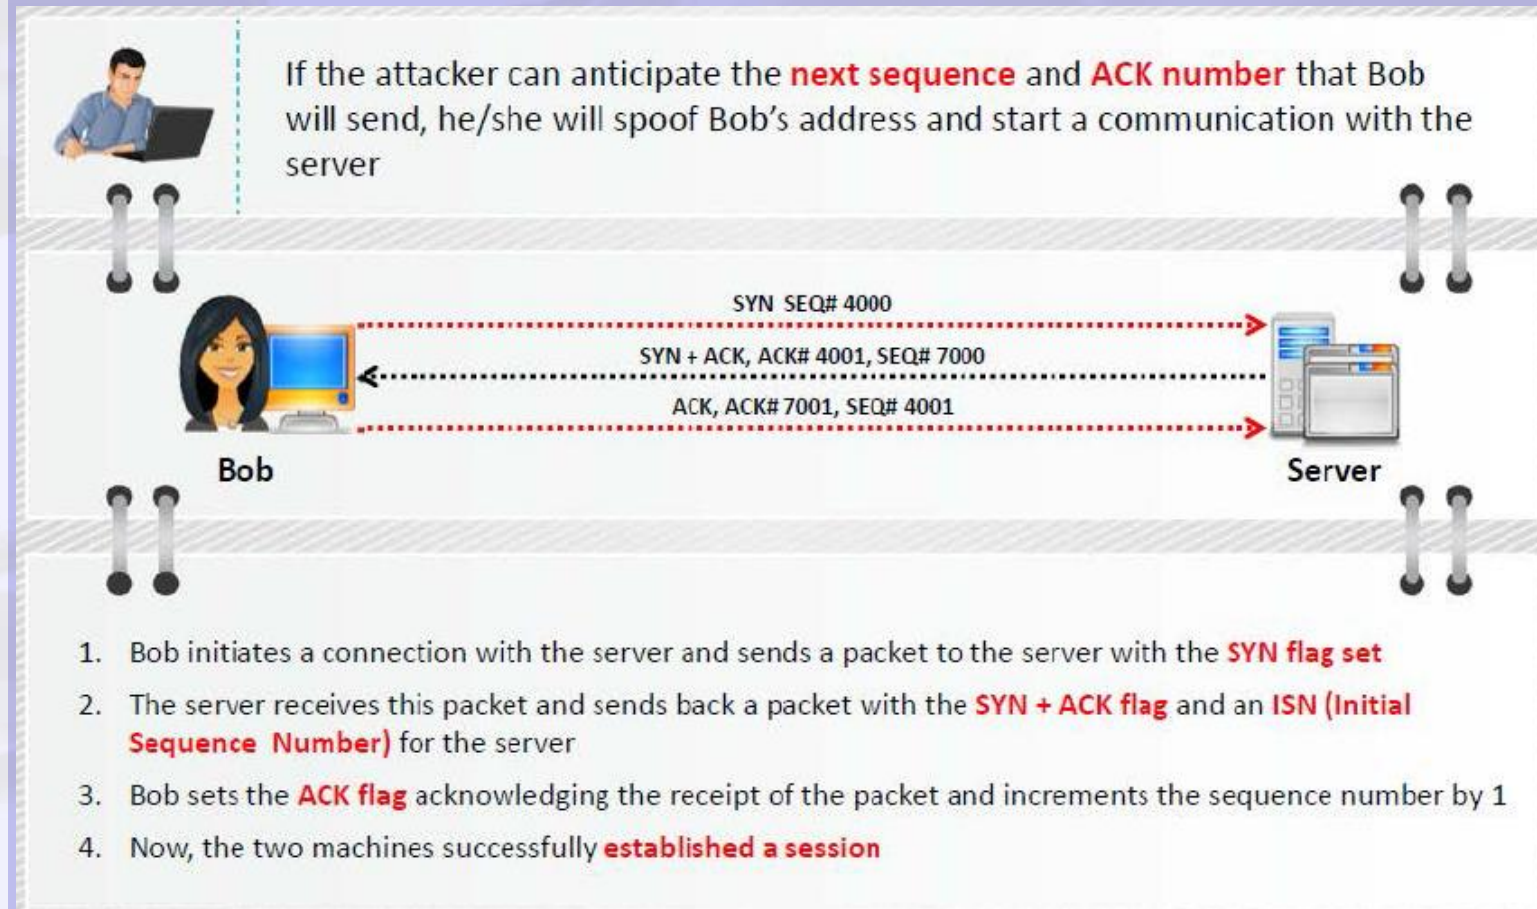 If the attacker can anticipate the next sequence and ACK number that Bob
will send, he/she will spoof Bob's address and start a communication with the
server
SYN SEQ# 4000
SYN + ACK, ACK# 4001, SEQ# 7000
ACK, ACK# 7001, SEQ# 4001
Bob
Server
1. Bob initiates a connection with the server and sends a packet to the server with the SYN flag set
2. The server receives this packet and sends back a packet with the SYN + ACK flag and an ISN (Initial
Sequence Number) for the server
3. Bob sets the ACK flag acknowledging the receipt of the packet and increments the sequence number by 1
4. Now, the two machines successfully established a session